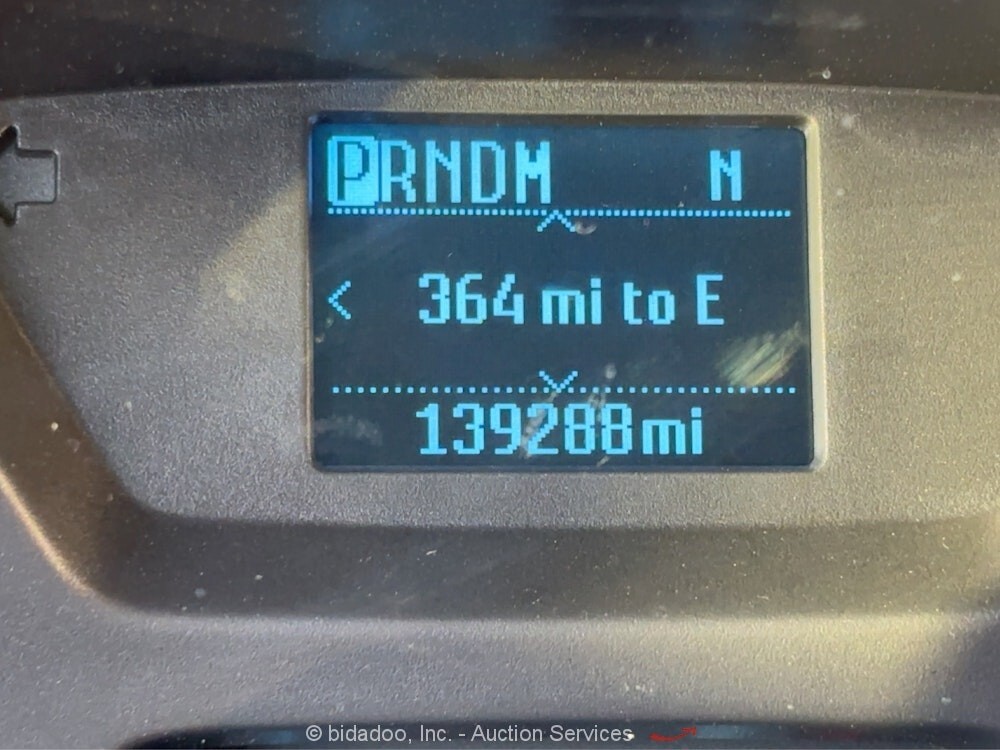 PRNDM N
364 mi to E
139288mi
© bidadoo, Inc. - Auction Services